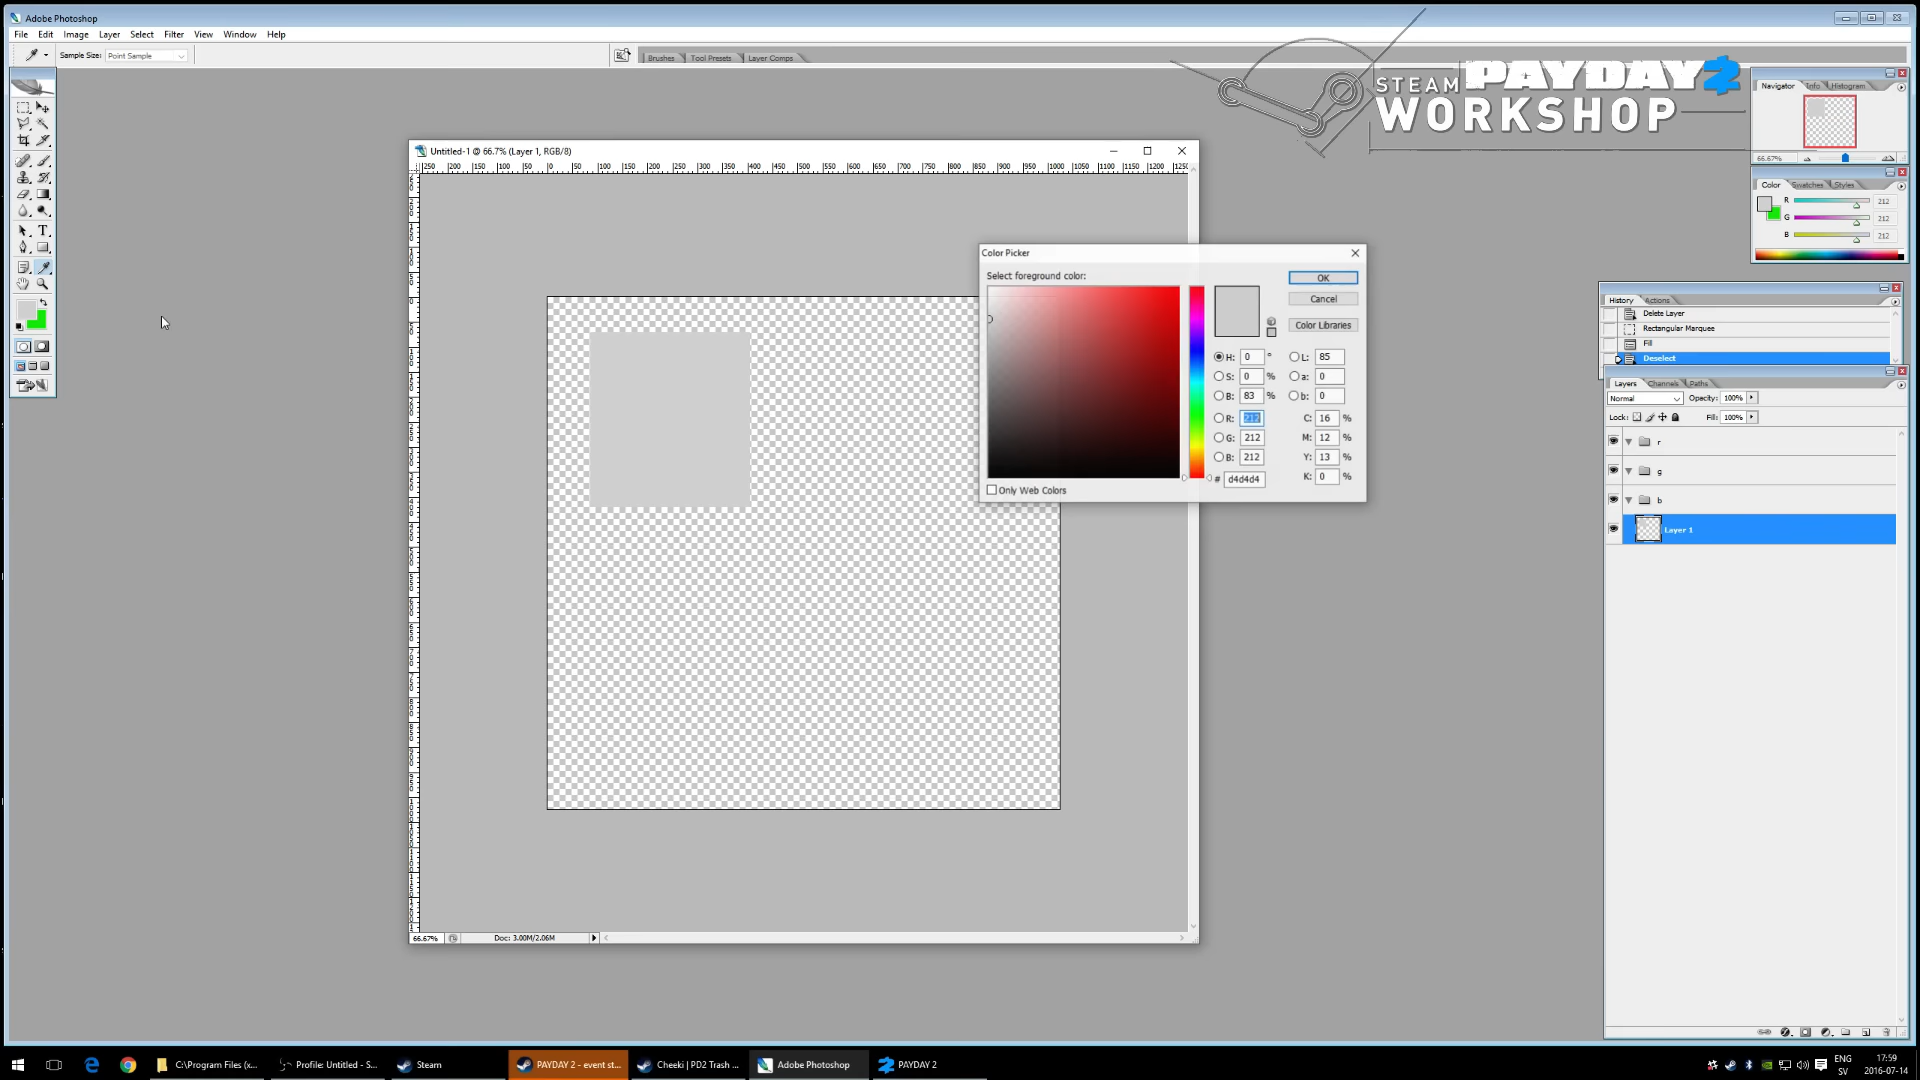 Adobe Photoshop
File Edit Image Layer Select Filter View Window Help
Sample Size: Point Sample
Brushes Tool Presets Layer Comps
STEAM PAYDAY 2
WORKSHOP
Navigator Info Histogram
66.67%
Color Swatches Styles
R 212
G 212
B 212
Untitled-1 @ 66.7% (Layer 1, RGB/8)
Color Picker
Select foreground color:
OK
Cancel
Color Libraries
H: 0 ° L: 85
S: 0 % a: 0
B: 83 % b: 0
R: 212 C: 16 %
G: 212 M: 12 %
B: 212 Y: 13 %
# d4d4d4 K: 0 %
Only Web Colors
History Actions
Delete Layer
Rectangular Marquee
Fill
Deselect
Layers Channels Paths
Normal Opacity: 100%
Lock: Fill: 100%
r
g
b
Layer 1
66.67% Doc: 3.00M/2.06M
C:\Program Files (x... Profile: Untitled - S... Steam PAYDAY 2 - event st... Cheeki | PD2 Trash ... Adobe Photoshop PAYDAY 2
ENG 17:59
SV 2016-07-14